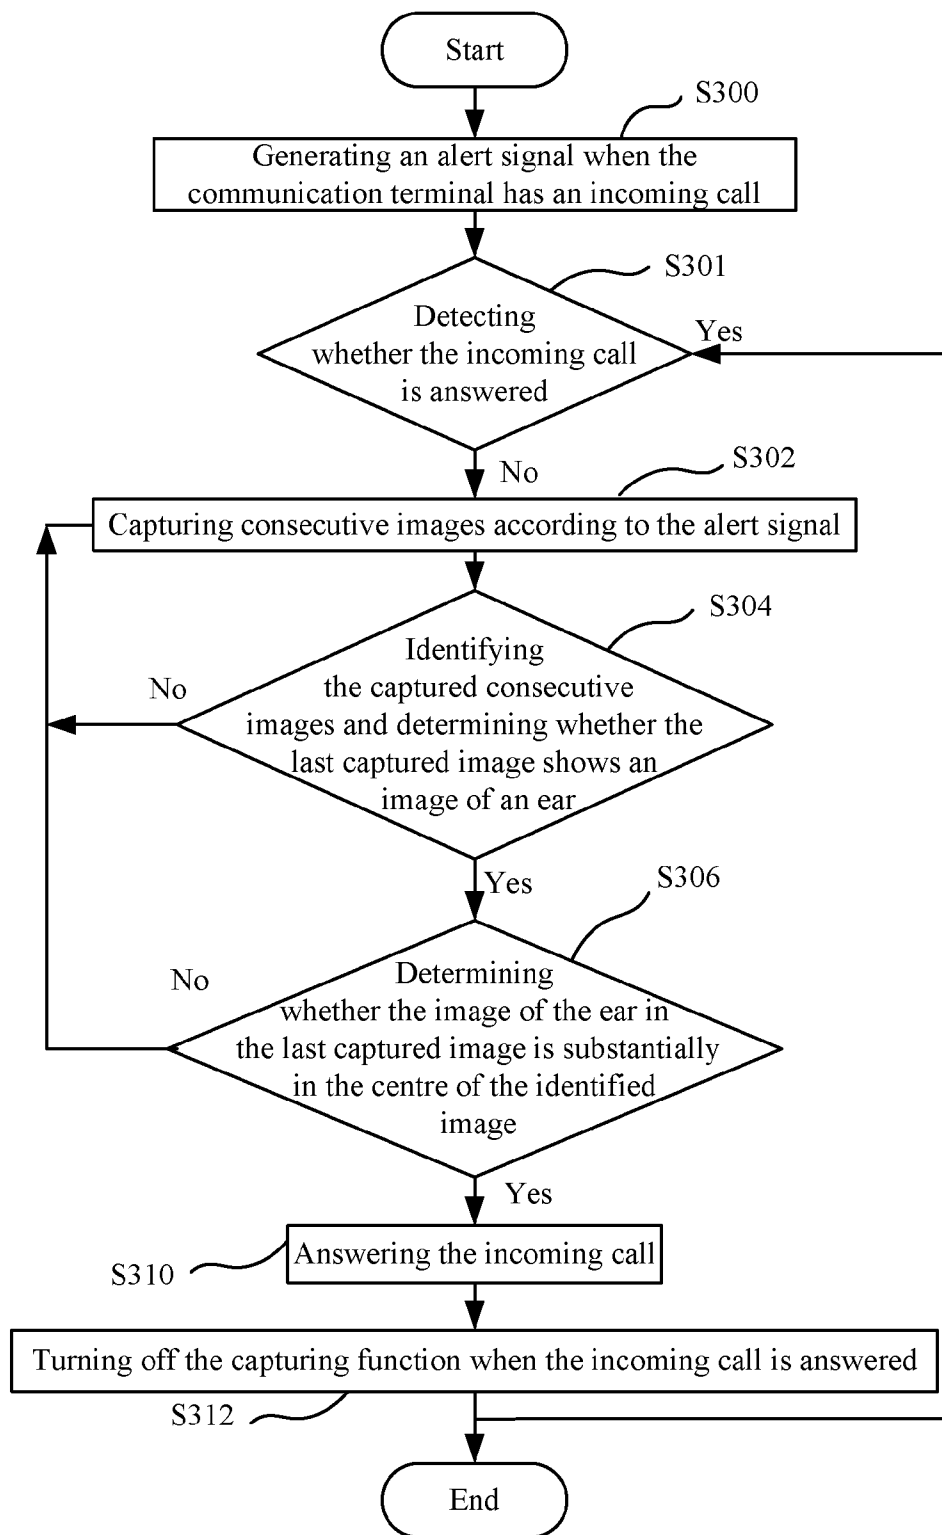 Start
S300
Generating an alert signal when the
communication terminal has an incoming call
S301
Detecting
whether the incoming call
is answered
Yes
No
S302
Capturing consecutive images according to the alert signal
S304
Identifying
the captured consecutive
images and determining whether the
last captured image shows an
image of an ear
No
Yes
S306
Determining
whether the image of the ear in
the last captured image is substantially
in the centre of the identified
image
No
Yes
S310
Answering the incoming call
Turning off the capturing function when the incoming call is answered
S312
End